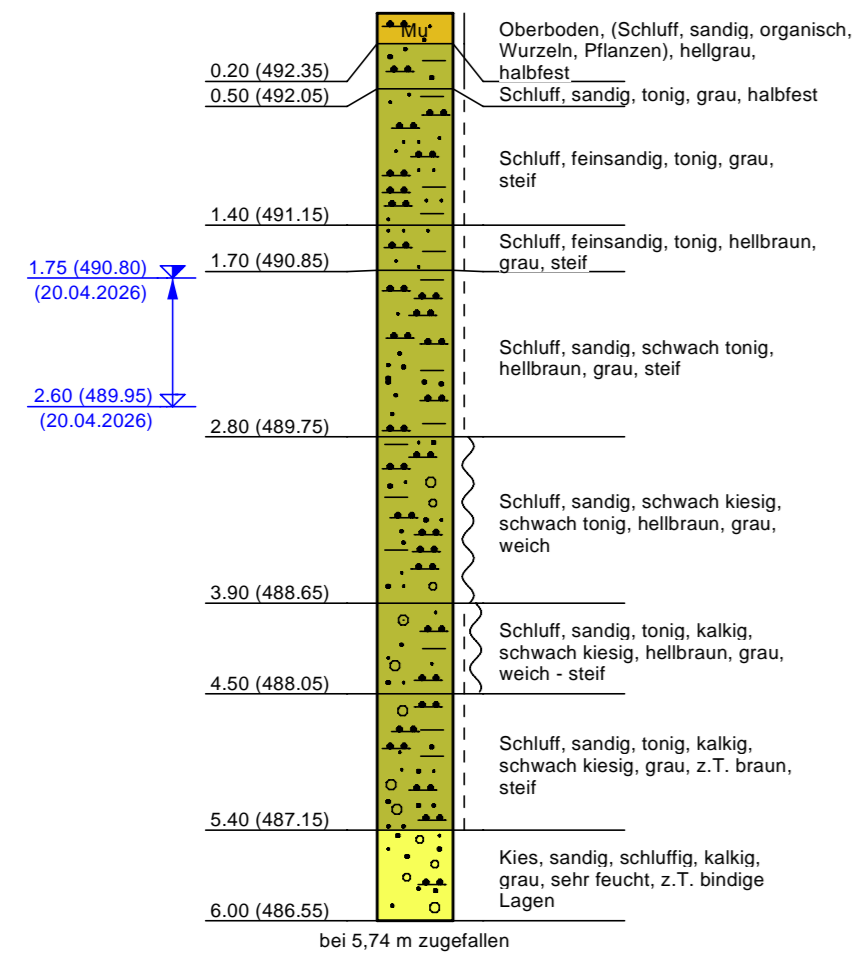 Mu
Oberboden, (Schluff, sandig, organisch,
Wurzeln, Pflanzen), hellgrau,
halbfest
0.20 (492.35)
Schluff, sandig, tonig, grau, halbfest
0.50 (492.05)
Schluff, feinsandig, tonig, grau,
steif
1.40 (491.15)
Schluff, feinsandig, tonig, hellbraun,
grau, steif
1.70 (490.85)
1.75 (490.80)
(20.04.2026)
Schluff, sandig, schwach tonig,
hellbraun, grau, steif
2.60 (489.95)
(20.04.2026)
2.80 (489.75)
Schluff, sandig, schwach kiesig,
schwach tonig, hellbraun, grau,
weich
3.90 (488.65)
Schluff, sandig, tonig, kalkig,
schwach kiesig, hellbraun, grau,
weich - steif
4.50 (488.05)
Schluff, sandig, tonig, kalkig,
schwach kiesig, grau, z.T. braun,
steif
5.40 (487.15)
Kies, sandig, schluffig, kalkig,
grau, sehr feucht, z.T. bindige
Lagen
6.00 (486.55)
bei 5,74 m zugefallen